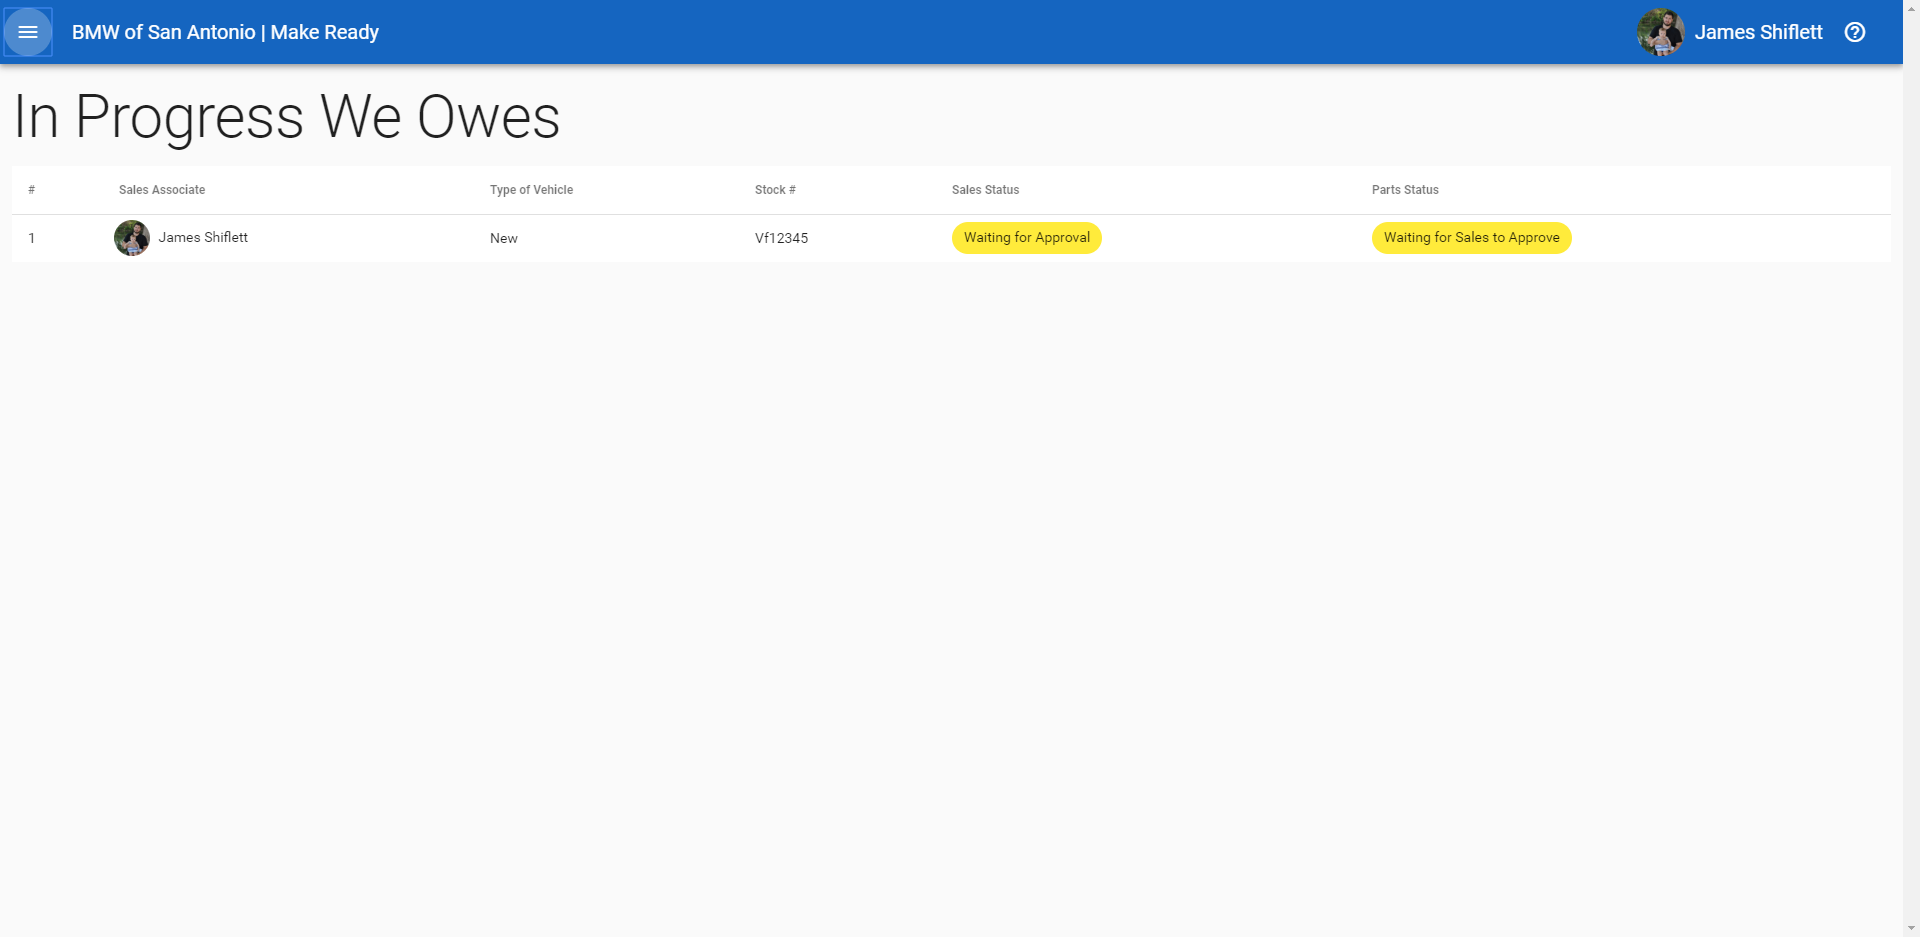 BMW of San Antonio | Make Ready
James Shiflett
In Progress We Owes
# Sales Associate Type of Vehicle Stock # Sales Status Parts Status
1 James Shiflett New Vf12345 Waiting for Approval Waiting for Sales to Approve